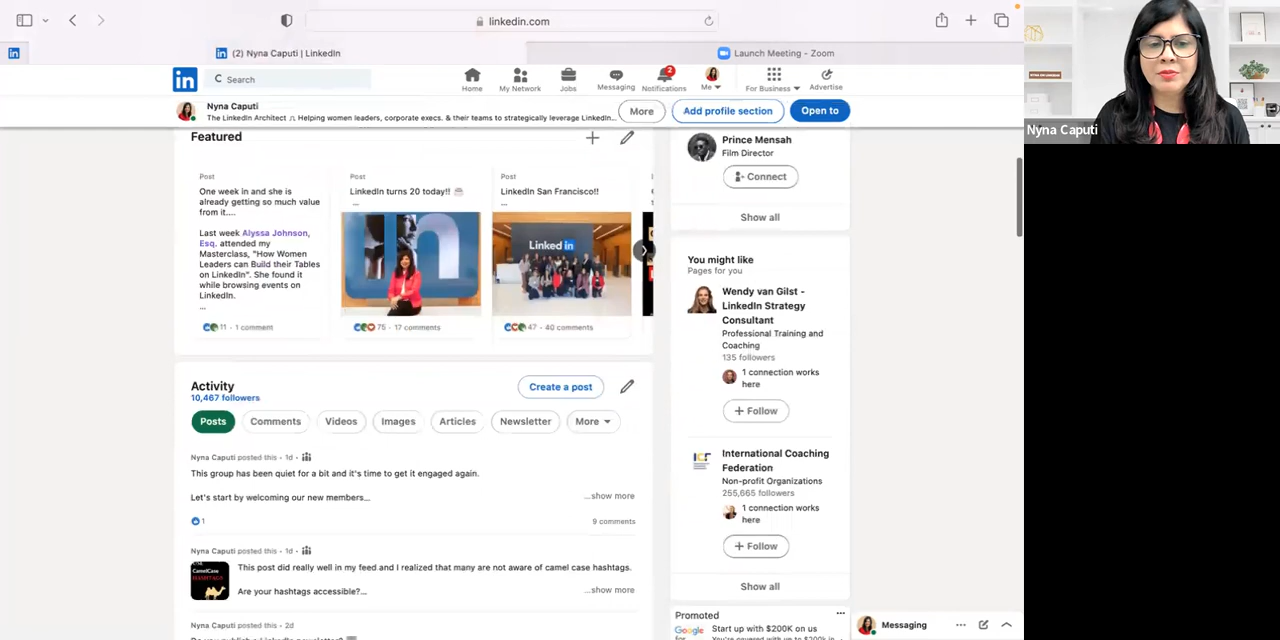 linkedin.com
(2) Nyna Caputi | LinkedIn
Launch Meeting - Zoom
Search
Home
My Network
Jobs
Messaging
2
Notifications
Me
For Business
Advertise
Nyna Caputi
The LinkedIn Architect
Helping women leaders, corporate execs. & their teams to strategically leverage LinkedIn...
More
Add profile section
Open to
Nyna Caputi
Featured
Post
One week in and she is
already getting so much value
from it....
Last week Alyssa Johnson,
Esq. attended my
Masterclass, "How Women
Leaders can Build their Tables
on LinkedIn". She found it
while browsing events on
LinkedIn.
...
11 · 1 comment
Post
LinkedIn turns 20 today!!
...
in
75 · 17 comments
Post
LinkedIn San Francisco!!
...
Linked in
47 · 40 comments
Activity
10,467 followers
Create a post
Posts
Comments
Videos
Images
Articles
Newsletter
More
Nyna Caputi posted this · 1d ·
This group has been quiet for a bit and it's time to get it engaged again.
Let's start by welcoming our new members...
...show more
1
9 comments
Nyna Caputi posted this · 1d ·
CamelCase
HASHTAGS
This post did really well in my feed and I realized that many are not aware of camel case hashtags.
Are your hashtags accessible?...
...show more
Nyna Caputi posted this · 2d
Prince Mensah
Film Director
Connect
Show all
You might like
Pages for you
Wendy van Gilst -
LinkedIn Strategy
Consultant
Professional Training and
Coaching
135 followers
1 connection works
here
+ Follow
ICF
International Coaching
Federation
Non-profit Organizations
255,665 followers
1 connection works
here
+ Follow
Show all
Promoted
Google
Start up with $200K on us
Messaging